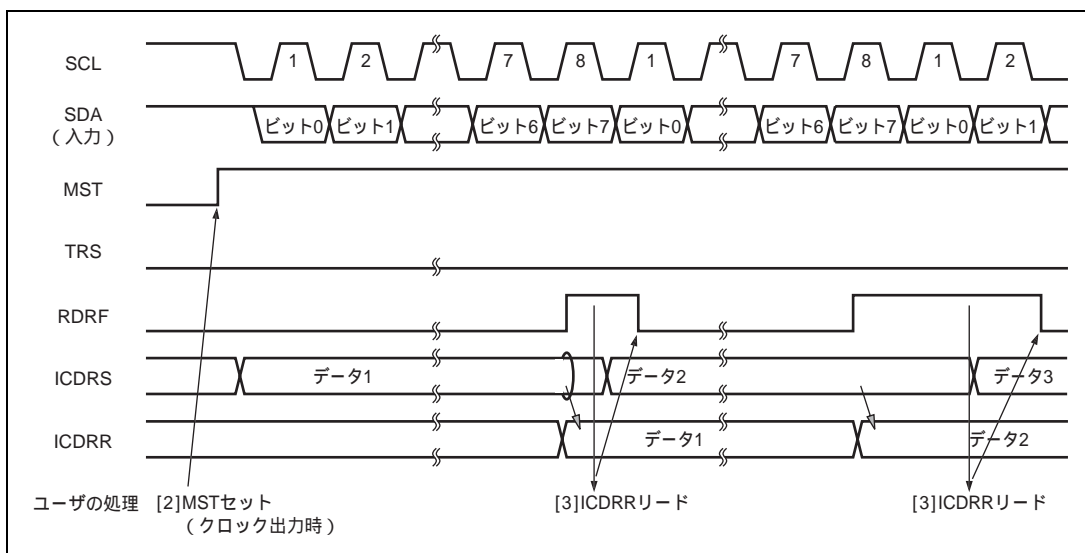 SCL 1 2 7 8 1 7 8 1 2
SDA
（入力） ビット0 ビット1 ビット6 ビット7 ビット0 ビット6 ビット7 ビット0 ビット1
MST
TRS
RDRF
ICDRS データ1 データ2 データ3
ICDRR データ1 データ2
ユーザの処理 [2]MSTセット [3]ICDRRリード [3]ICDRRリード
（クロック出力時）